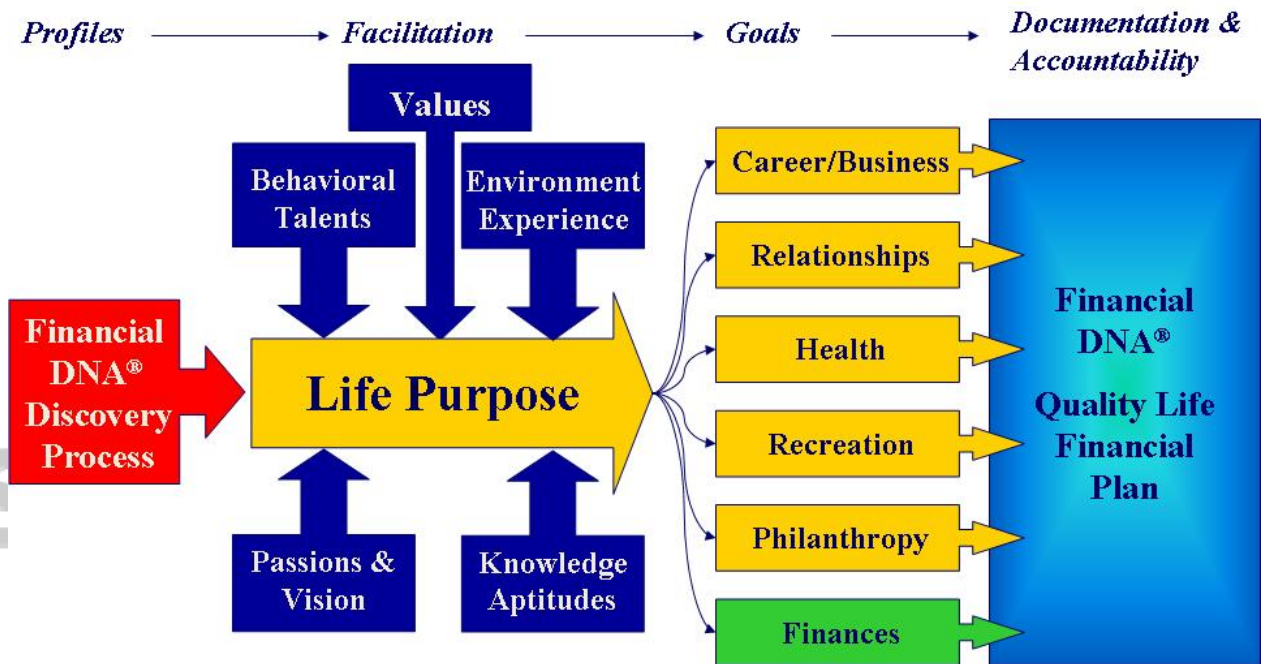 Profiles
Facilitation
Goals
Documentation &
Accountability
Values
Behavioral
Talents
Environment
Experience
Financial
DNA®
Discovery
Process
Life Purpose
Passions &
Vision
Knowledge
Aptitudes
Career/Business
Relationships
Health
Recreation
Philanthropy
Finances
Financial
DNA®
Quality Life
Financial
Plan